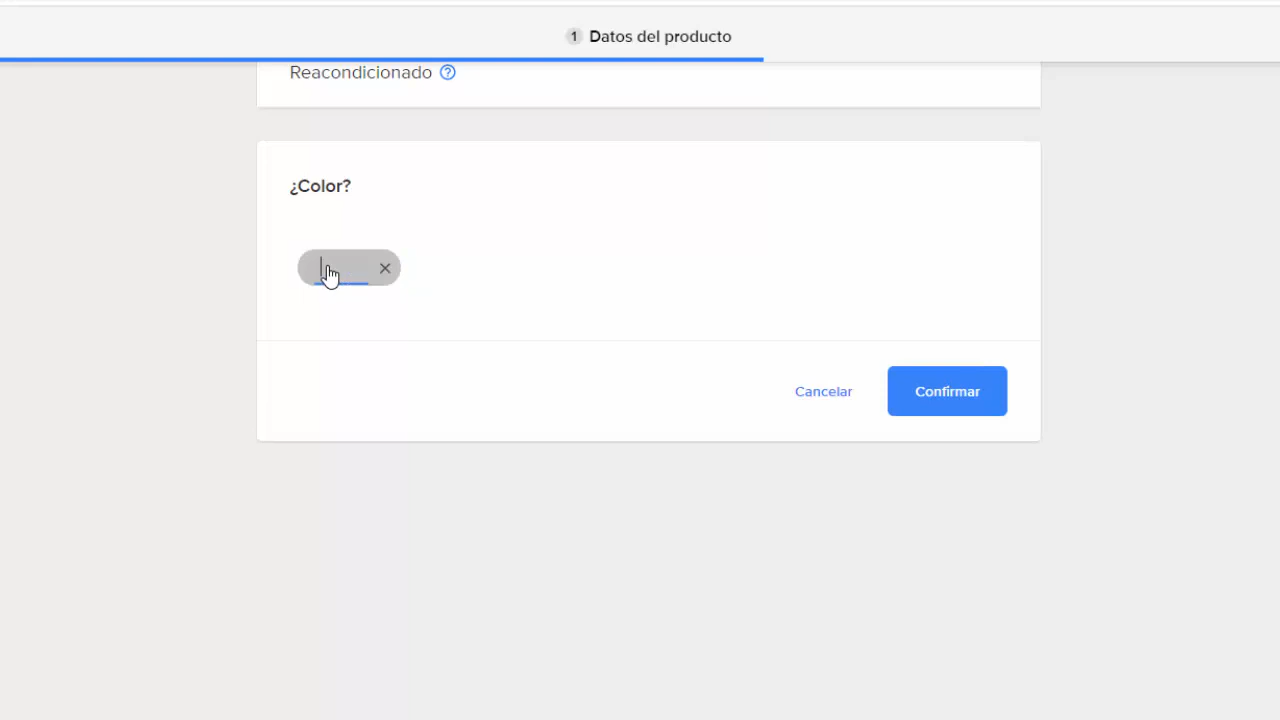 1 Datos del producto
Reacondicionado ?
¿Color?
Cancelar
Confirmar